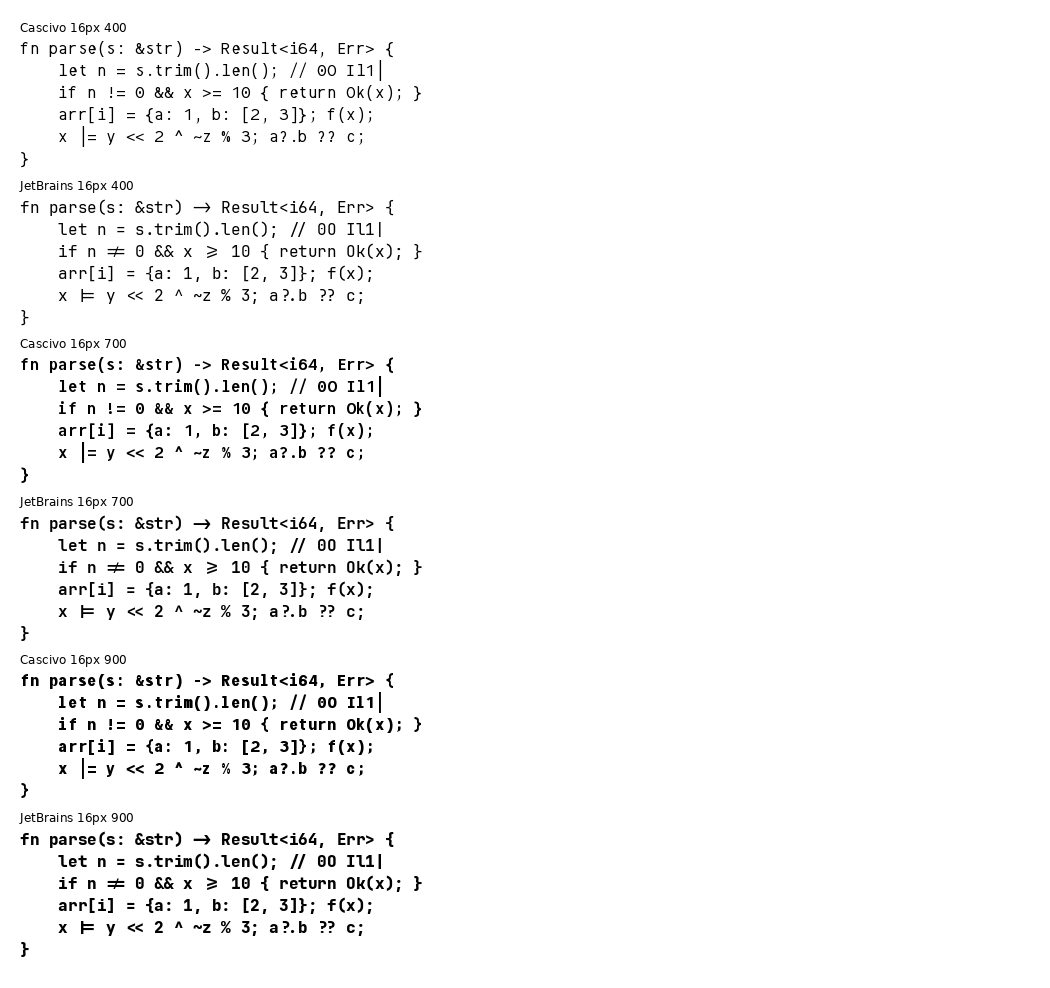 Cascivo 16px 400
fn parse(s: &str) -> Result<i64, Err> {
    let n = s.trim().len(); // 0O Il1|
    if n != 0 && x >= 10 { return Ok(x); }
    arr[i] = {a: 1, b: [2, 3]}; f(x);
    x |= y << 2 ^ ~z % 3; a?.b ?? c;
}
JetBrains 16px 400
fn parse(s: &str) -> Result<i64, Err> {
    let n = s.trim().len(); // 0O Il1|
    if n != 0 && x >= 10 { return Ok(x); }
    arr[i] = {a: 1, b: [2, 3]}; f(x);
    x |= y << 2 ^ ~z % 3; a?.b ?? c;
}
Cascivo 16px 700
fn parse(s: &str) -> Result<i64, Err> {
    let n = s.trim().len(); // 0O Il1|
    if n != 0 && x >= 10 { return Ok(x); }
    arr[i] = {a: 1, b: [2, 3]}; f(x);
    x |= y << 2 ^ ~z % 3; a?.b ?? c;
}
JetBrains 16px 700
fn parse(s: &str) -> Result<i64, Err> {
    let n = s.trim().len(); // 0O Il1|
    if n != 0 && x >= 10 { return Ok(x); }
    arr[i] = {a: 1, b: [2, 3]}; f(x);
    x |= y << 2 ^ ~z % 3; a?.b ?? c;
}
Cascivo 16px 900
fn parse(s: &str) -> Result<i64, Err> {
    let n = s.trim().len(); // 0O Il1|
    if n != 0 && x >= 10 { return Ok(x); }
    arr[i] = {a: 1, b: [2, 3]}; f(x);
    x |= y << 2 ^ ~z % 3; a?.b ?? c;
}
JetBrains 16px 900
fn parse(s: &str) -> Result<i64, Err> {
    let n = s.trim().len(); // 0O Il1|
    if n != 0 && x >= 10 { return Ok(x); }
    arr[i] = {a: 1, b: [2, 3]}; f(x);
    x |= y << 2 ^ ~z % 3; a?.b ?? c;
}